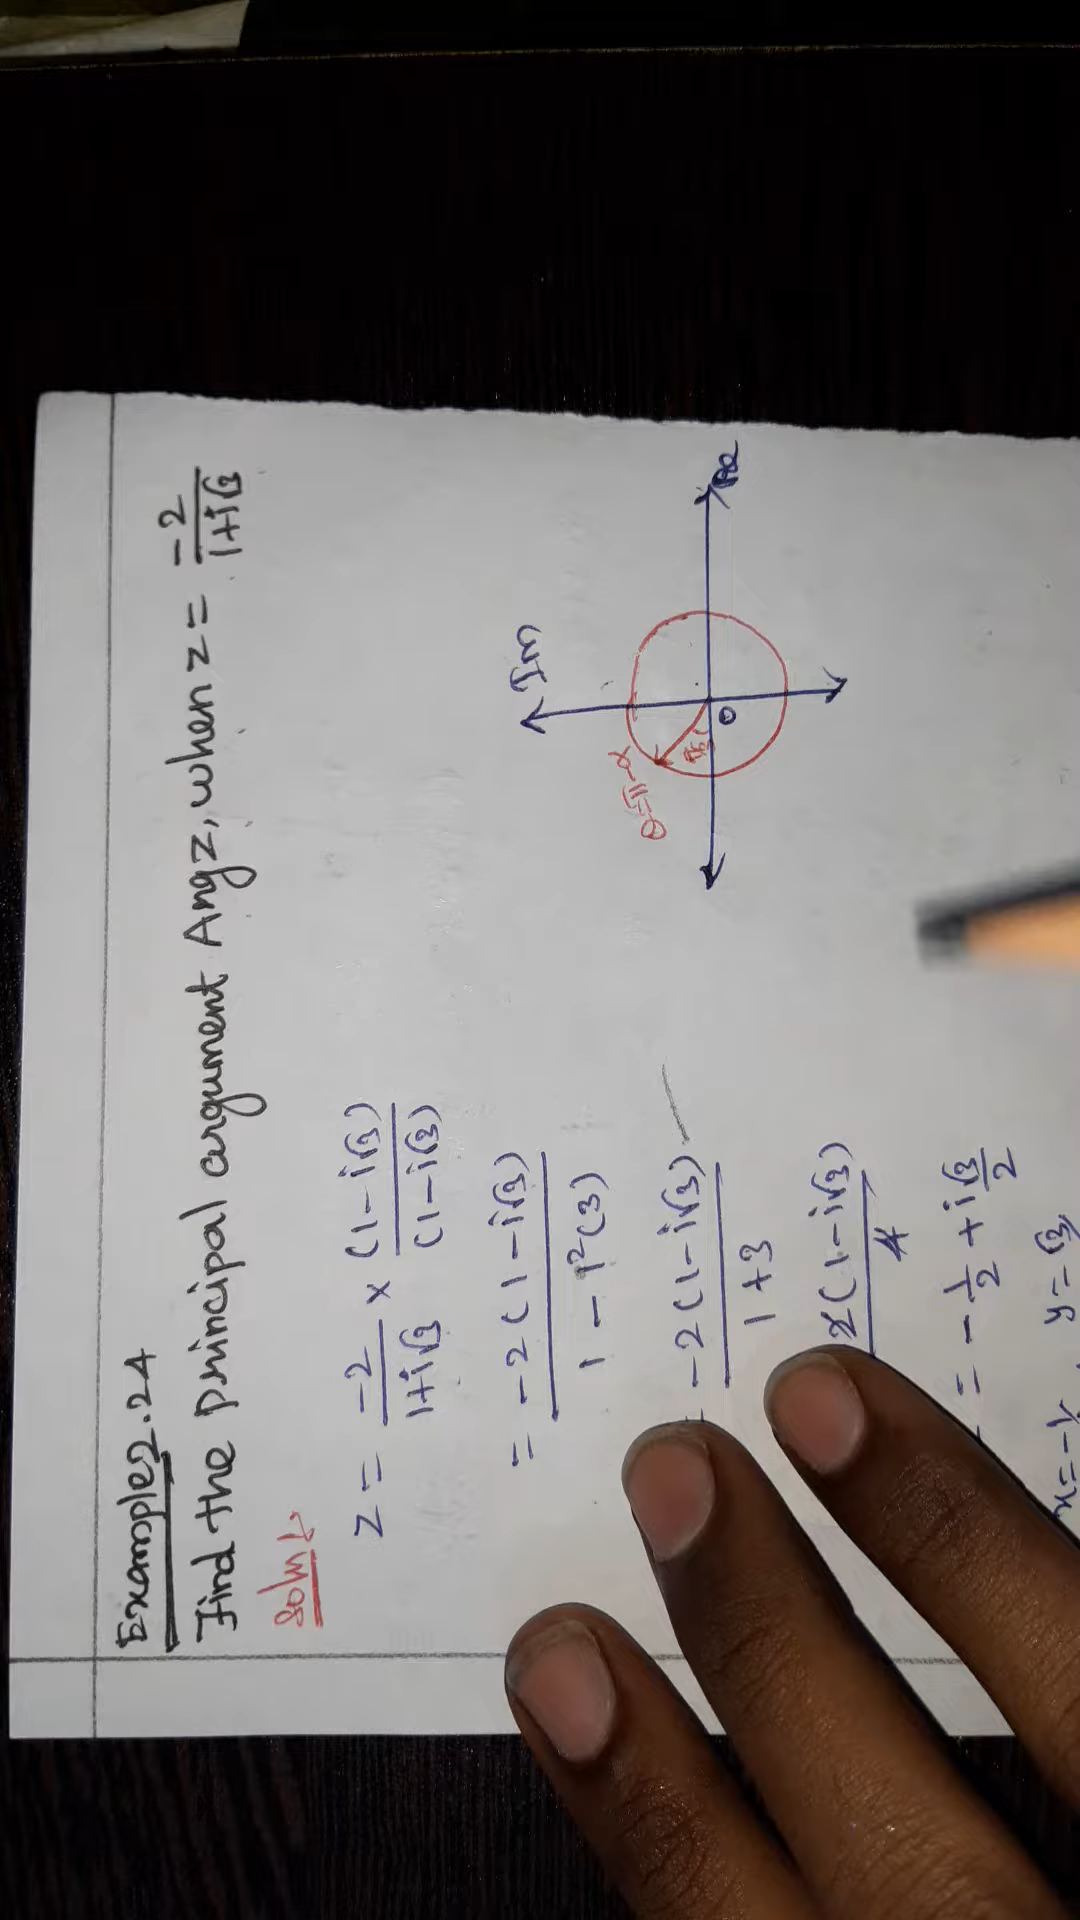 Example 2.24
Find the principal argument Arg z, when z = -2/1+i√3
Soln:
z = -2/1+i√3 × (1-i√3)/(1-i√3)
= -2(1-i√3)/1-i²(3)
-2(1-i√3)/1+3
2(1-i√3)/4
= -1/2 + i√3/2
x = -1/ , y = √3
Im
θ=π-α
π/3
O
Re